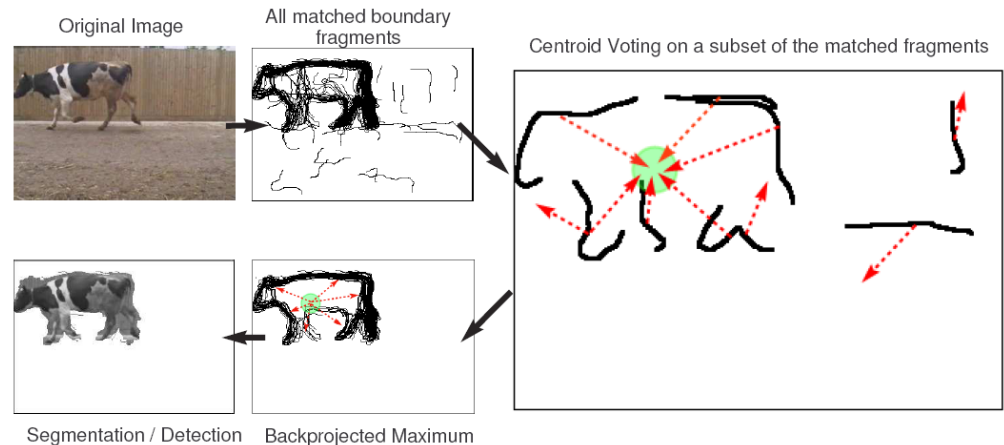 Original Image
All matched boundary
fragments
Centroid Voting on a subset of the matched fragments
Segmentation / Detection
Backprojected Maximum